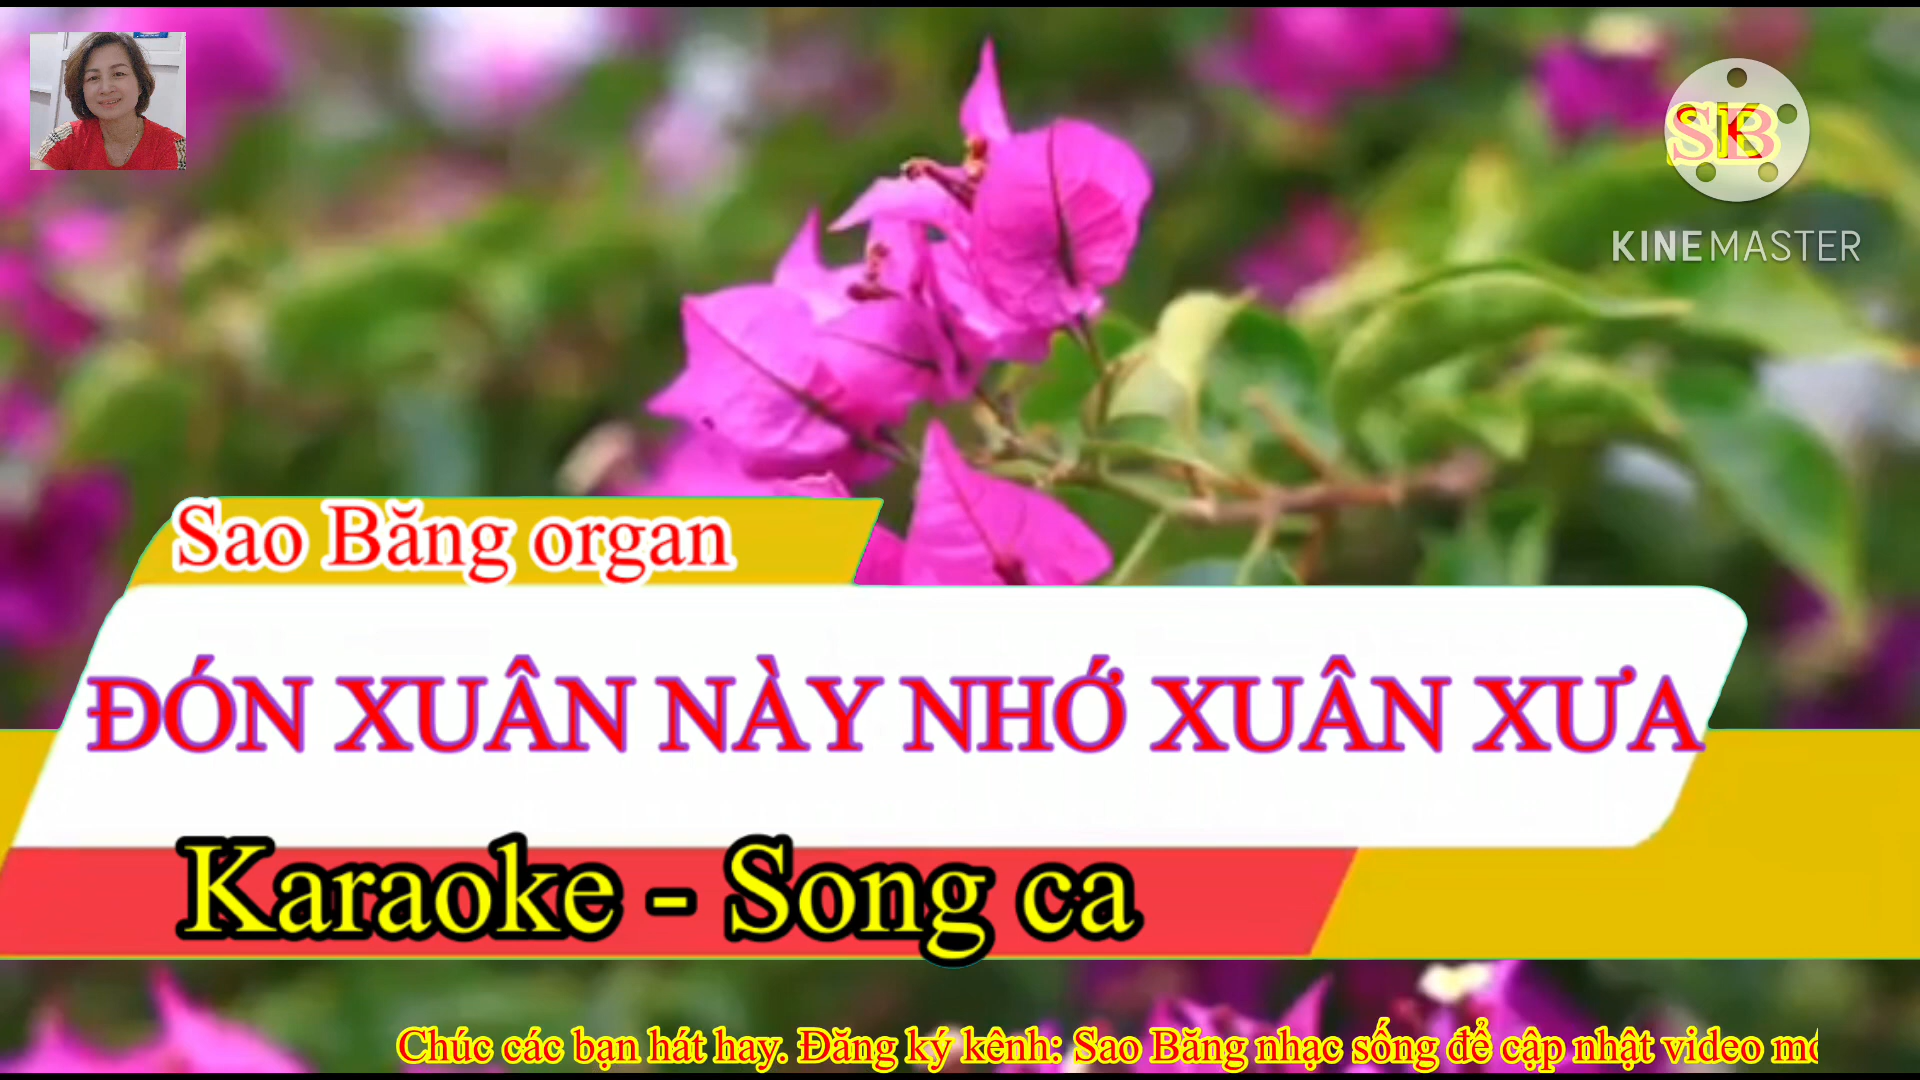 SB
KINEMASTER
Sao Băng organ
ĐÓN XUÂN NÀY NHỚ XUÂN XƯA
Karaoke - Song ca
Chúc các bạn hát hay. Đăng ký kênh: Sao Băng nhạc sống để cập nhật video